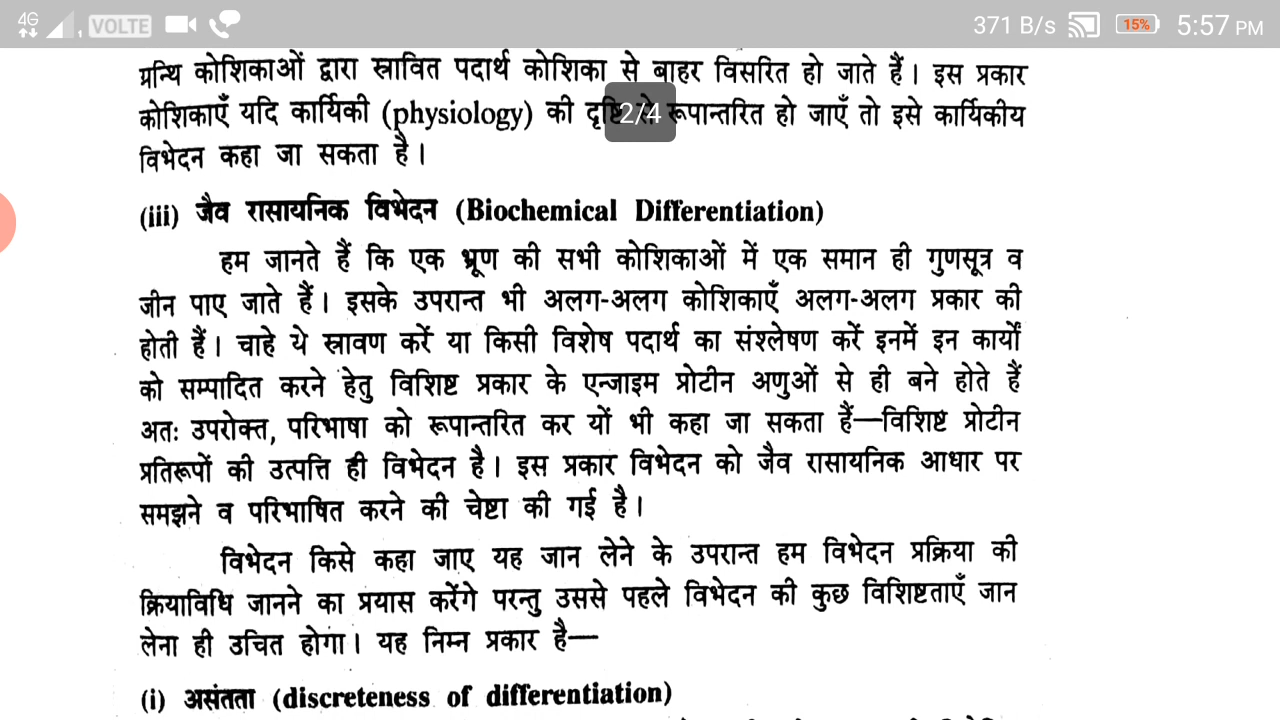 4G VOLTE 371 B/s 15% 5:57 PM
ग्रन्थि कोशिकाओं द्वारा स्रावित पदार्थ कोशिका से बाहर विसरित हो जाते हैं। इस प्रकार
कोशिकाएँ यदि कार्यिकी (physiology) की दृष्टि से रूपान्तरित हो जाएँ तो इसे कार्यिकीय
2/4
विभेदन कहा जा सकता है।
(iii) जैव रासायनिक विभेदन (Biochemical Differentiation)
हम जानते हैं कि एक भ्रूण की सभी कोशिकाओं में एक समान ही गुणसूत्र व
जीन पाए जाते हैं। इसके उपरान्त भी अलग-अलग कोशिकाएँ अलग-अलग प्रकार की
होती हैं। चाहे ये स्रावण करें या किसी विशेष पदार्थ का संश्लेषण करें इनमें इन कार्यों
को सम्पादित करने हेतु विशिष्ट प्रकार के एन्जाइम प्रोटीन अणुओं से ही बने होते हैं
अतः उपरोक्त, परिभाषा को रूपान्तरित कर यों भी कहा जा सकता हैं—विशिष्ट प्रोटीन
प्रतिरूपों की उत्पत्ति ही विभेदन है। इस प्रकार विभेदन को जैव रासायनिक आधार पर
समझने व परिभाषित करने की चेष्टा की गई है।
विभेदन किसे कहा जाए यह जान लेने के उपरान्त हम विभेदन प्रक्रिया की
क्रियाविधि जानने का प्रयास करेंगे परन्तु उससे पहले विभेदन की कुछ विशिष्टताएँ जान
लेना ही उचित होगा। यह निम्न प्रकार है—
(i) असंतता (discreteness of differentiation)